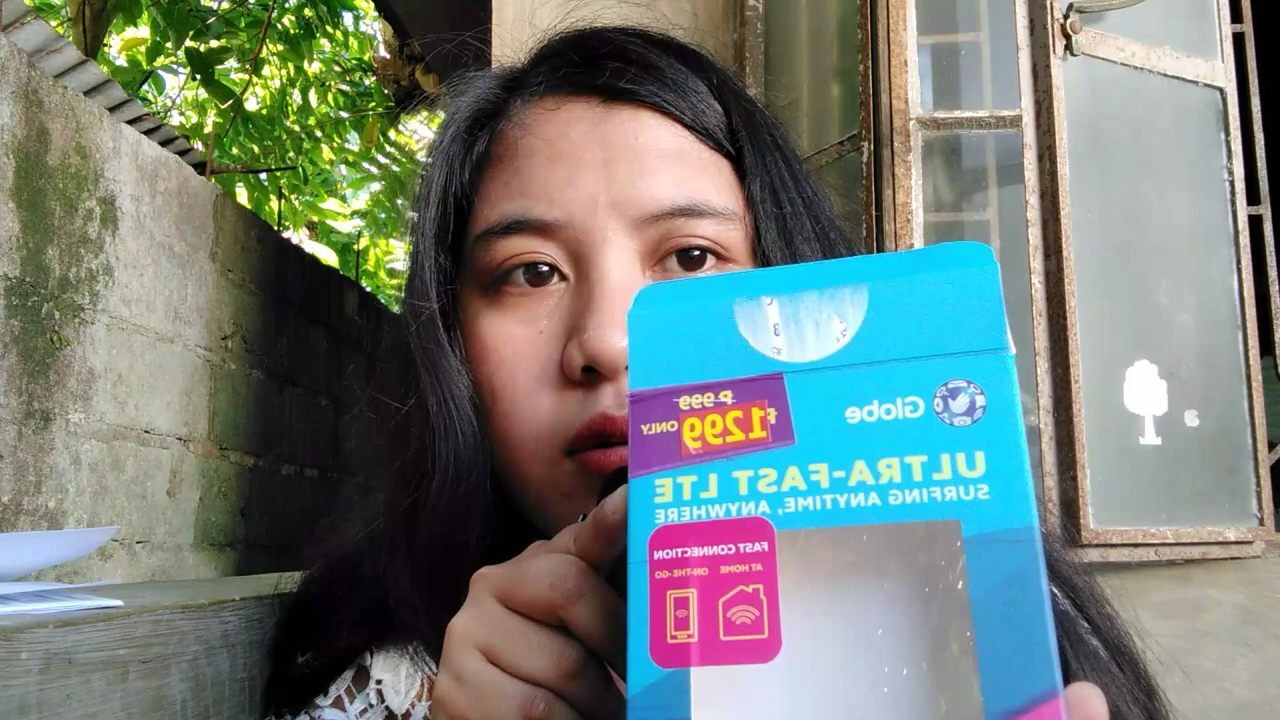 Globe
₱ 999
₱1299 ONLY
ULTRA-FAST LTE
SURFING ANYTIME, ANYWHERE
FAST CONNECTION
AT HOME ON-THE-GO